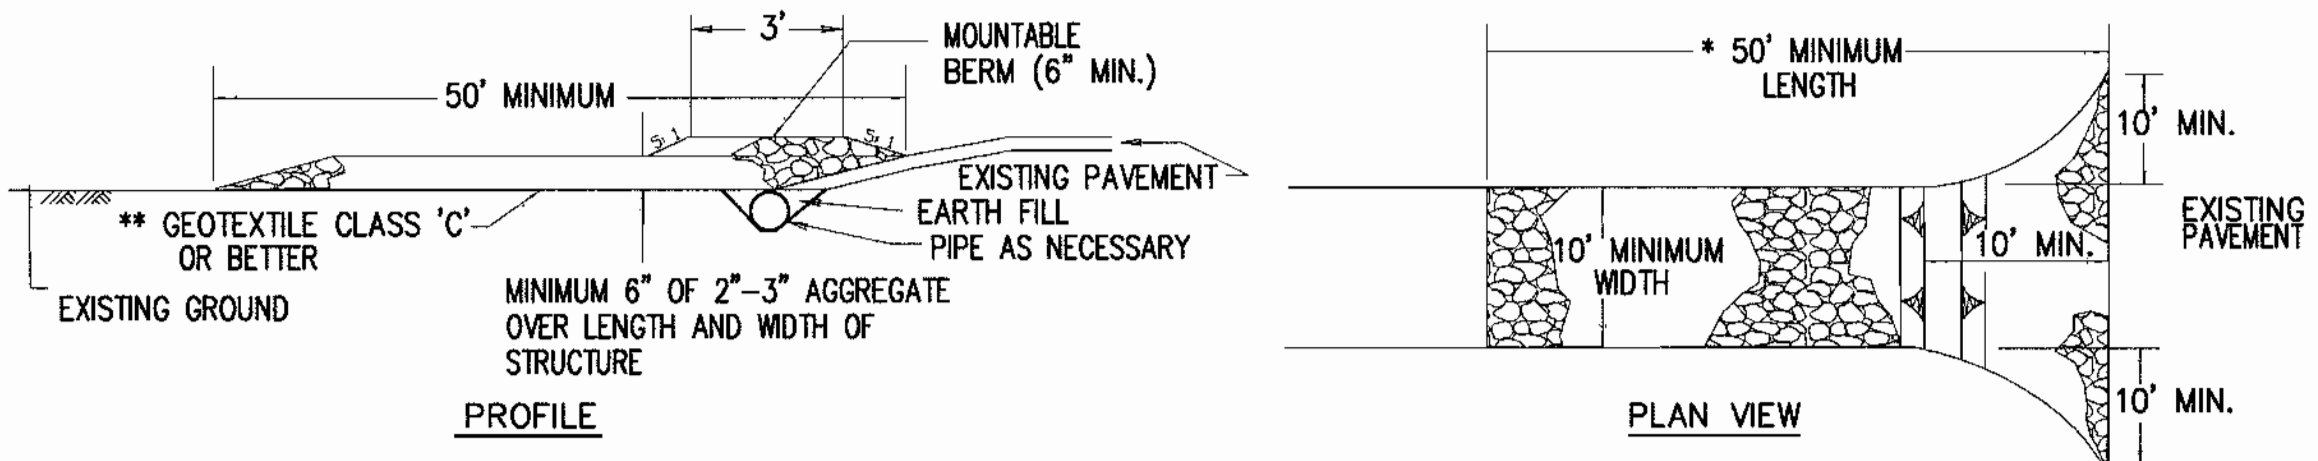 3'
MOUNTABLE
BERM (6" MIN.)
50' MINIMUM
5:1
5:1
EXISTING PAVEMENT
** GEOTEXTILE CLASS 'C'
OR BETTER
EARTH FILL
PIPE AS NECESSARY
EXISTING GROUND
MINIMUM 6" OF 2"-3" AGGREGATE
OVER LENGTH AND WIDTH OF
STRUCTURE
PROFILE
* 50' MINIMUM
LENGTH
10' MIN.
EXISTING
PAVEMENT
10' MINIMUM
WIDTH
10' MIN.
10' MIN.
PLAN VIEW